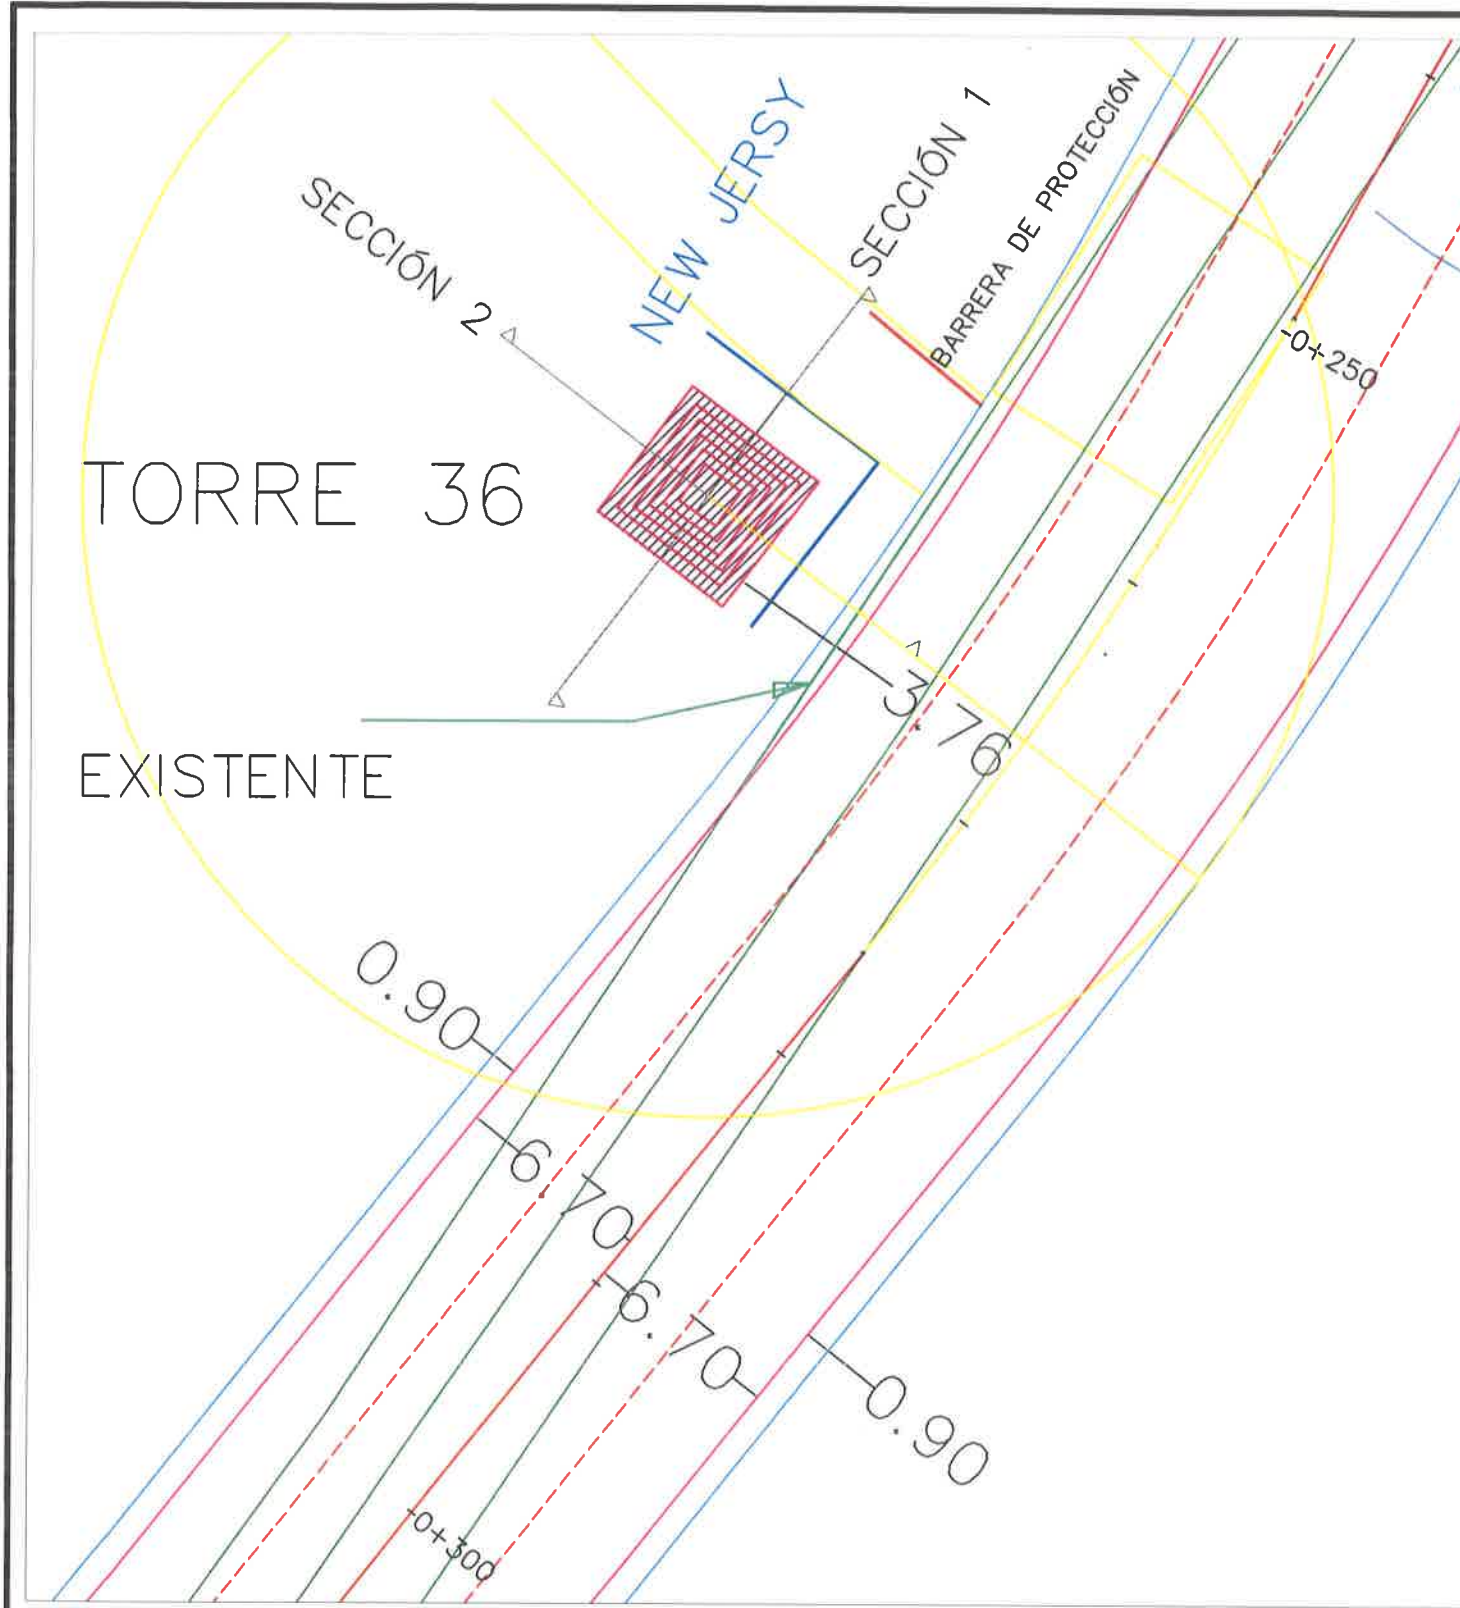 SECCIÓN 1
NEW JERSY
BARRERA DE PROTECCIÓN
SECCIÓN 2
-0+250
TORRE 36
3.76
EXISTENTE
0.90
6.70
6.70
0.90
-0+300